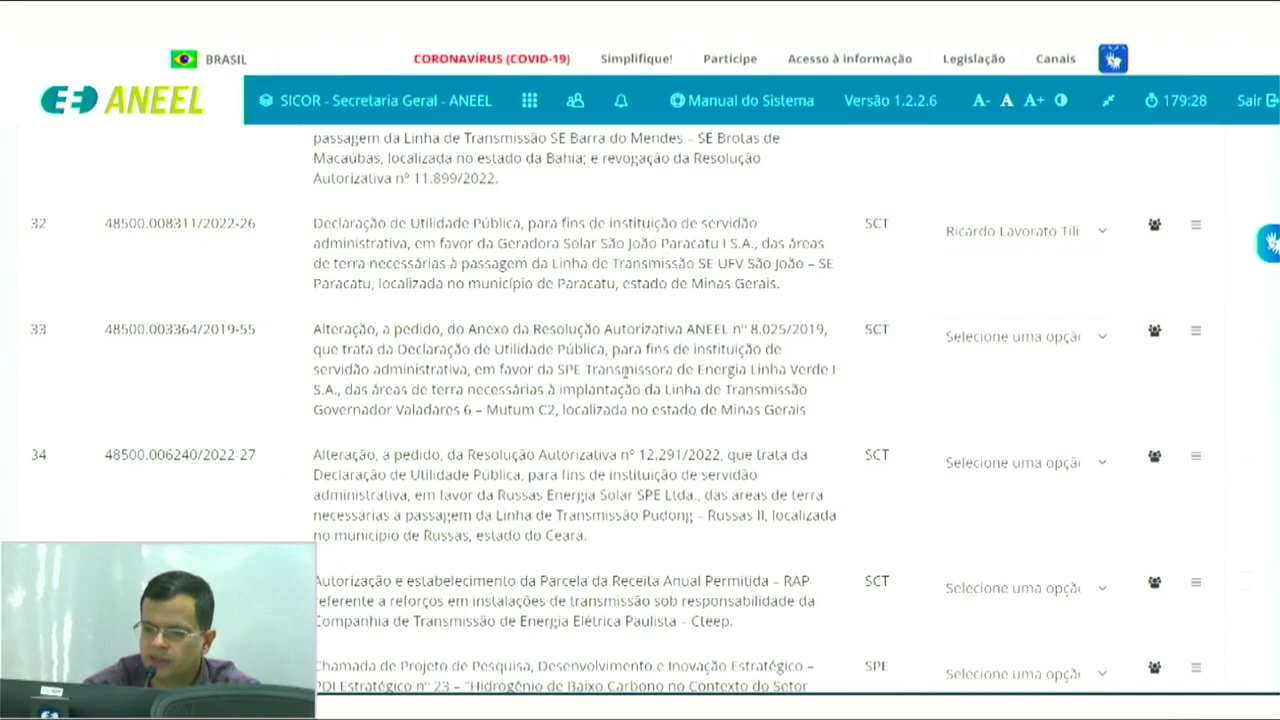 BRASIL
CORONAVÍRUS (COVID-19)
Simplifique!
Participe
Acesso à informação
Legislação
Canais
ANEEL
SICOR - Secretaria Geral - ANEEL
Manual do Sistema
Versão 1.2.2.6
A- A A+
179:28
Sair
passagem da Linha de Transmissão SE Barra do Mendes – SE Brotas de
Macaúbas, localizada no estado da Bahia; e revogação da Resolução
Autorizativa nº 11.899/2022.
32
48500.008311/2022-26
Declaração de Utilidade Pública, para fins de instituição de servidão
administrativa, em favor da Geradora Solar São João Paracatu I S.A., das áreas
de terra necessárias à passagem da Linha de Transmissão SE UFV São João – SE
Paracatu, localizada no município de Paracatu, estado de Minas Gerais.
SCT
Ricardo Lavorato Tili
33
48500.003364/2019-55
Alteração, a pedido, do Anexo da Resolução Autorizativa ANEEL nº 8.025/2019,
que trata da Declaração de Utilidade Pública, para fins de instituição de
servidão administrativa, em favor da SPE Transmissora de Energia Linha Verde I
S.A., das áreas de terra necessárias à implantação da Linha de Transmissão
Governador Valadares 6 – Mutum C2, localizada no estado de Minas Gerais
SCT
Selecione uma opçã
34
48500.006240/2022-27
Alteração, a pedido, da Resolução Autorizativa nº 12.291/2022, que trata da
Declaração de Utilidade Pública, para fins de instituição de servidão
administrativa, em favor da Russas Energia Solar SPE Ltda., das áreas de terra
necessárias à passagem da Linha de Transmissão Pudong – Russas II, localizada
no município de Russas, estado do Ceará.
SCT
Selecione uma opçã
Autorização e estabelecimento da Parcela da Receita Anual Permitida – RAP
referente a reforços em instalações de transmissão sob responsabilidade da
Companhia de Transmissão de Energia Elétrica Paulista – Cteep.
SCT
Selecione uma opçã
Chamada de Projeto de Pesquisa, Desenvolvimento e Inovação Estratégico –
PDI Estratégico nº 23 – "Hidrogênio de Baixo Carbono no Contexto do Setor
SPE
Selecione uma opçã